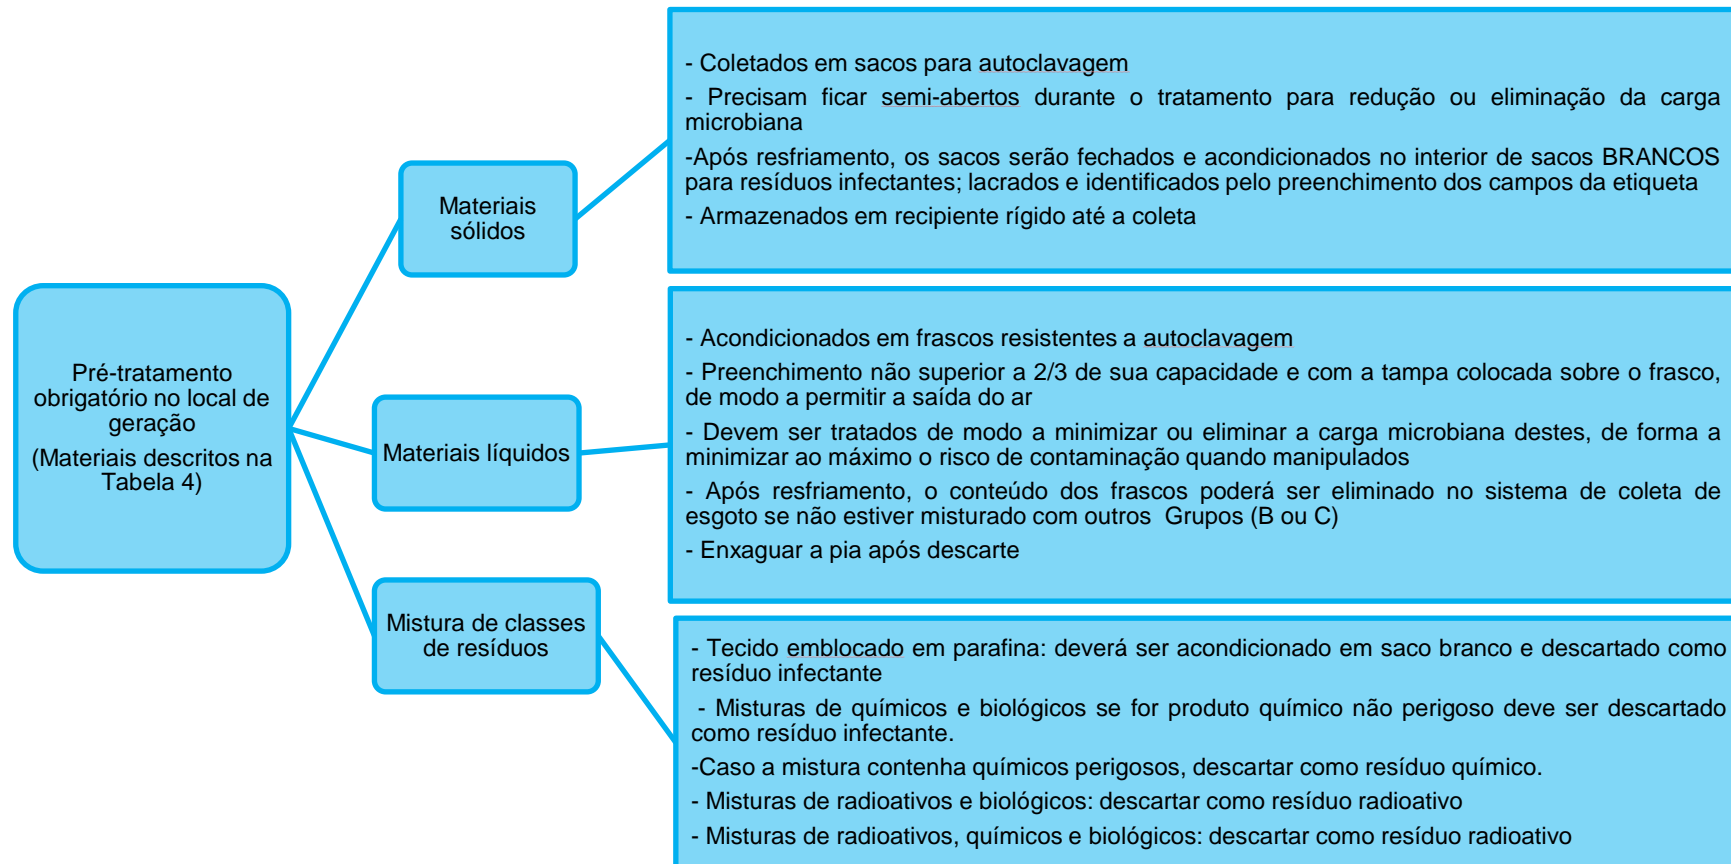 Pré-tratamento
obrigatório no local de
geração
(Materiais descritos na
Tabela 4)
Materiais
sólidos
- Coletados em sacos para autoclavagem
- Precisam ficar semi-abertos durante o tratamento para redução ou eliminação da carga
microbiana
-Após resfriamento, os sacos serão fechados e acondicionados no interior de sacos BRANCOS
para resíduos infectantes; lacrados e identificados pelo preenchimento dos campos da etiqueta
- Armazenados em recipiente rígido até a coleta
Materiais líquidos
- Acondicionados em frascos resistentes a autoclavagem
- Preenchimento não superior a 2/3 de sua capacidade e com a tampa colocada sobre o frasco,
de modo a permitir a saída do ar
- Devem ser tratados de modo a minimizar ou eliminar a carga microbiana destes, de forma a
minimizar ao máximo o risco de contaminação quando manipulados
- Após resfriamento, o conteúdo dos frascos poderá ser eliminado no sistema de coleta de
esgoto se não estiver misturado com outros Grupos (B ou C)
- Enxaguar a pia após descarte
Mistura de classes
de resíduos
- Tecido emblocado em parafina: deverá ser acondicionado em saco branco e descartado como
resíduo infectante
- Misturas de químicos e biológicos se for produto químico não perigoso deve ser descartado
como resíduo infectante.
-Caso a mistura contenha químicos perigosos, descartar como resíduo químico.
- Misturas de radioativos e biológicos: descartar como resíduo radioativo
- Misturas de radioativos, químicos e biológicos: descartar como resíduo radioativo